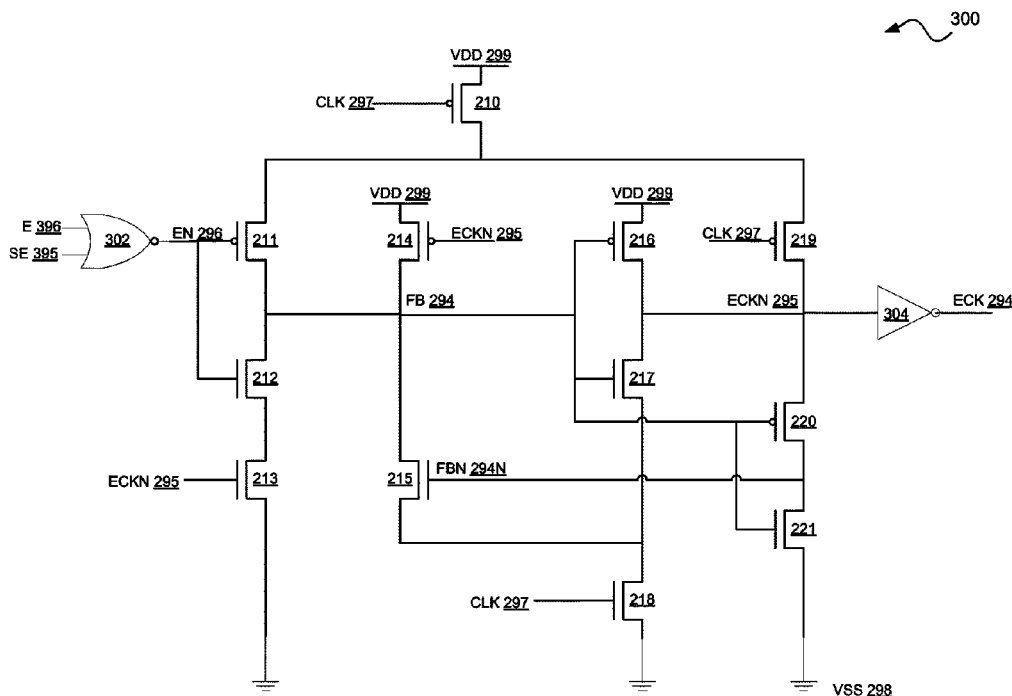 300
VDD 299
CLK 297
210
VDD 299
VDD 299
E 396
SE 395
302
EN 296
211
214
ECKN 295
216
CLK 297
219
FB 294
ECKN 295
304
ECK 294
212
217
220
ECKN 295
213
215
FBN 294N
221
CLK 297
218
VSS 298